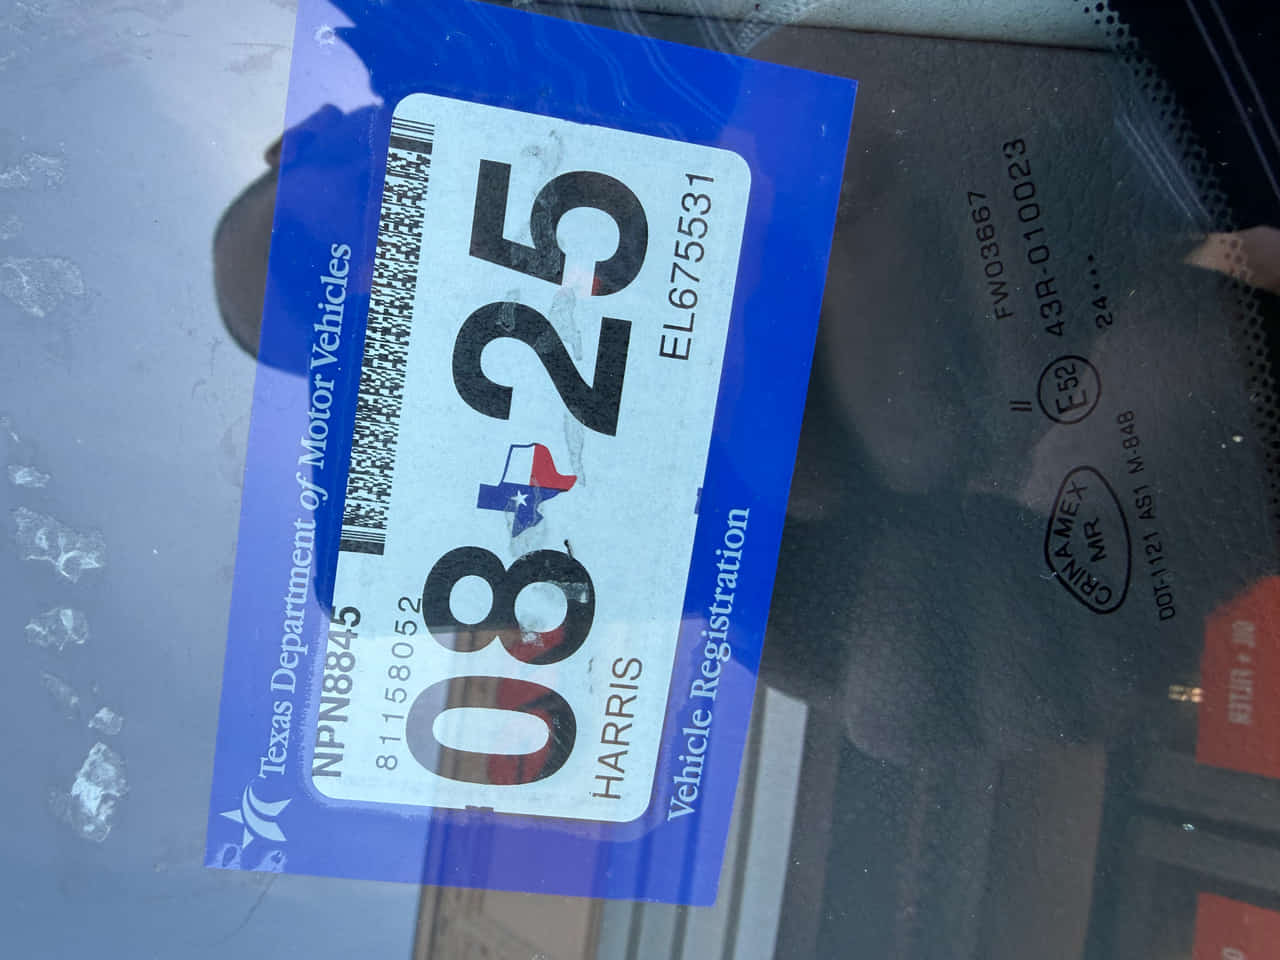 Texas Department of Motor Vehicles
NPN8845
81158052
08 25
HARRIS
EL675531
Vehicle Registration
FW03667
II
E52
43R-010023
24····
CRINAMEX
MR
DOT-1121 AS1 M-848